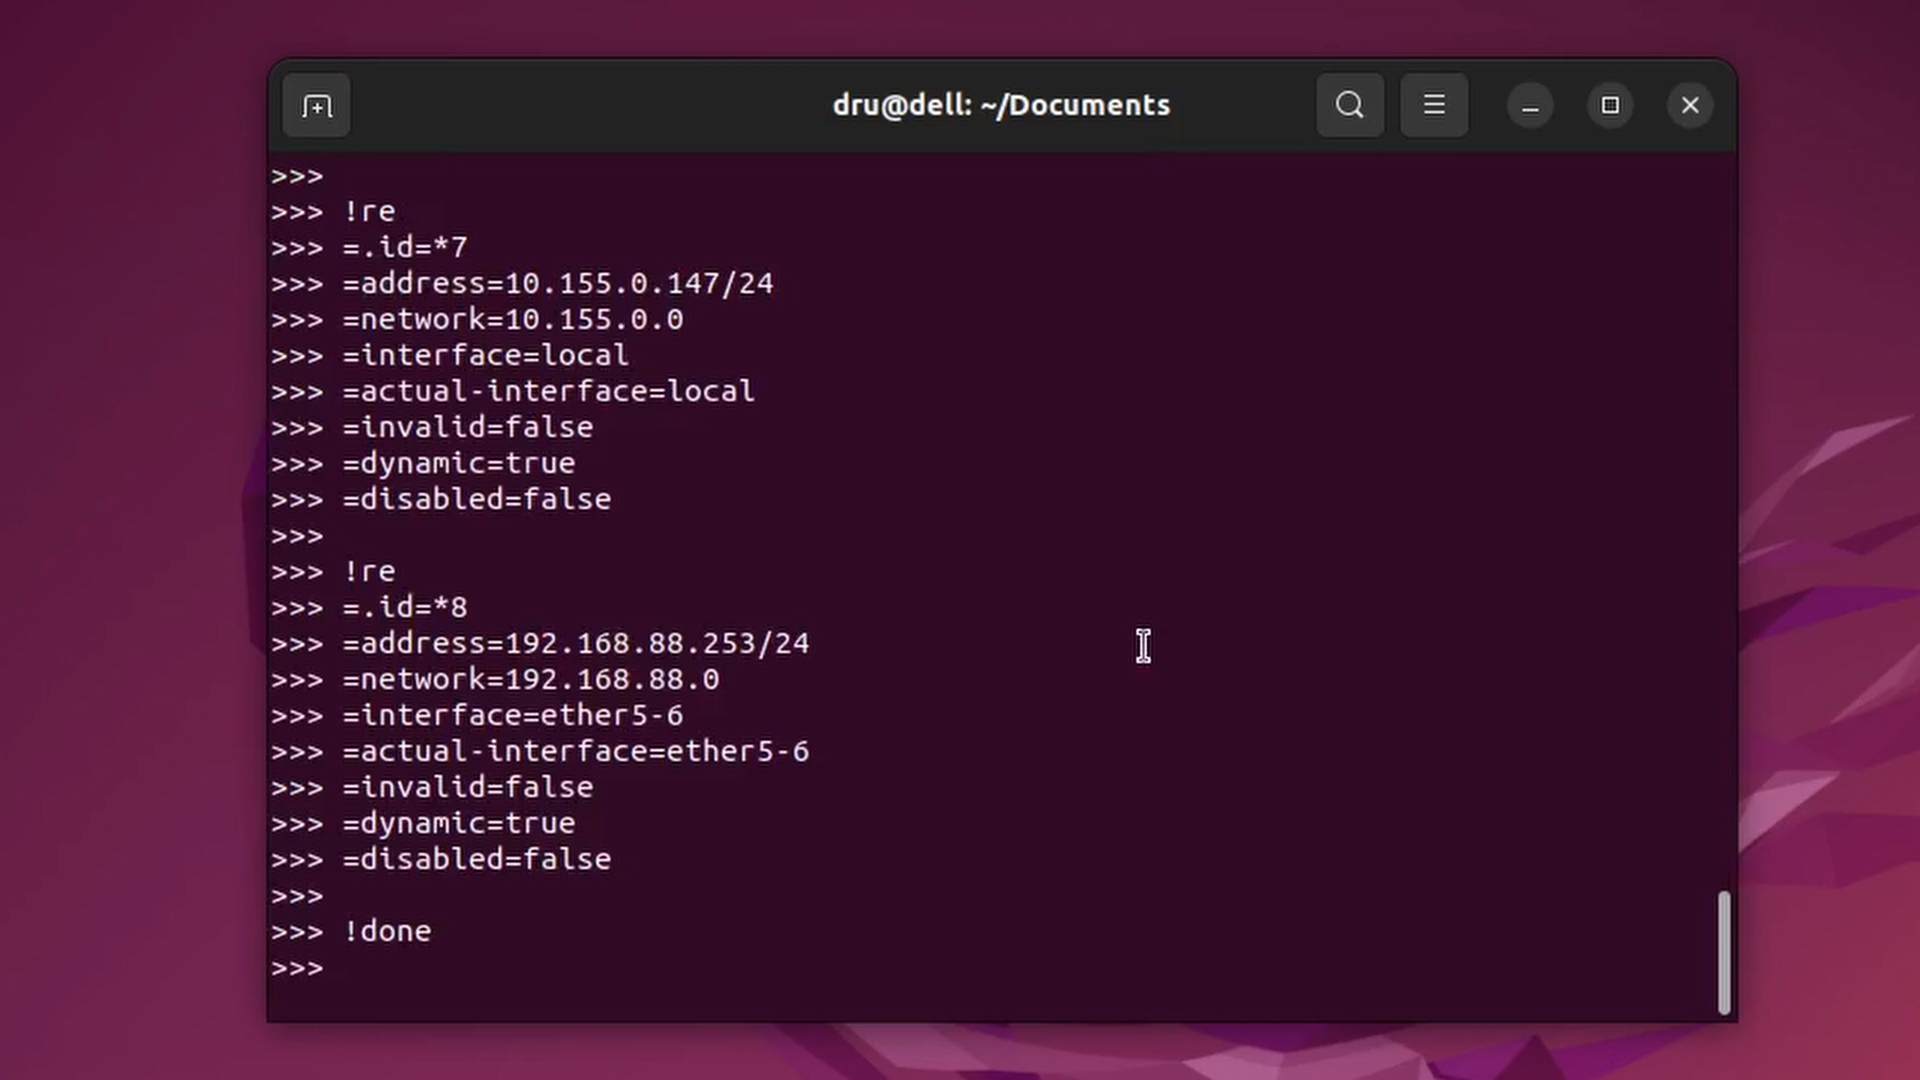 dru@dell: ~/Documents
>>>
>>> !re
>>> =.id=*7
>>> =address=10.155.0.147/24
>>> =network=10.155.0.0
>>> =interface=local
>>> =actual-interface=local
>>> =invalid=false
>>> =dynamic=true
>>> =disabled=false
>>>
>>> !re
>>> =.id=*8
>>> =address=192.168.88.253/24
>>> =network=192.168.88.0
>>> =interface=ether5-6
>>> =actual-interface=ether5-6
>>> =invalid=false
>>> =dynamic=true
>>> =disabled=false
>>>
>>> !done
>>>